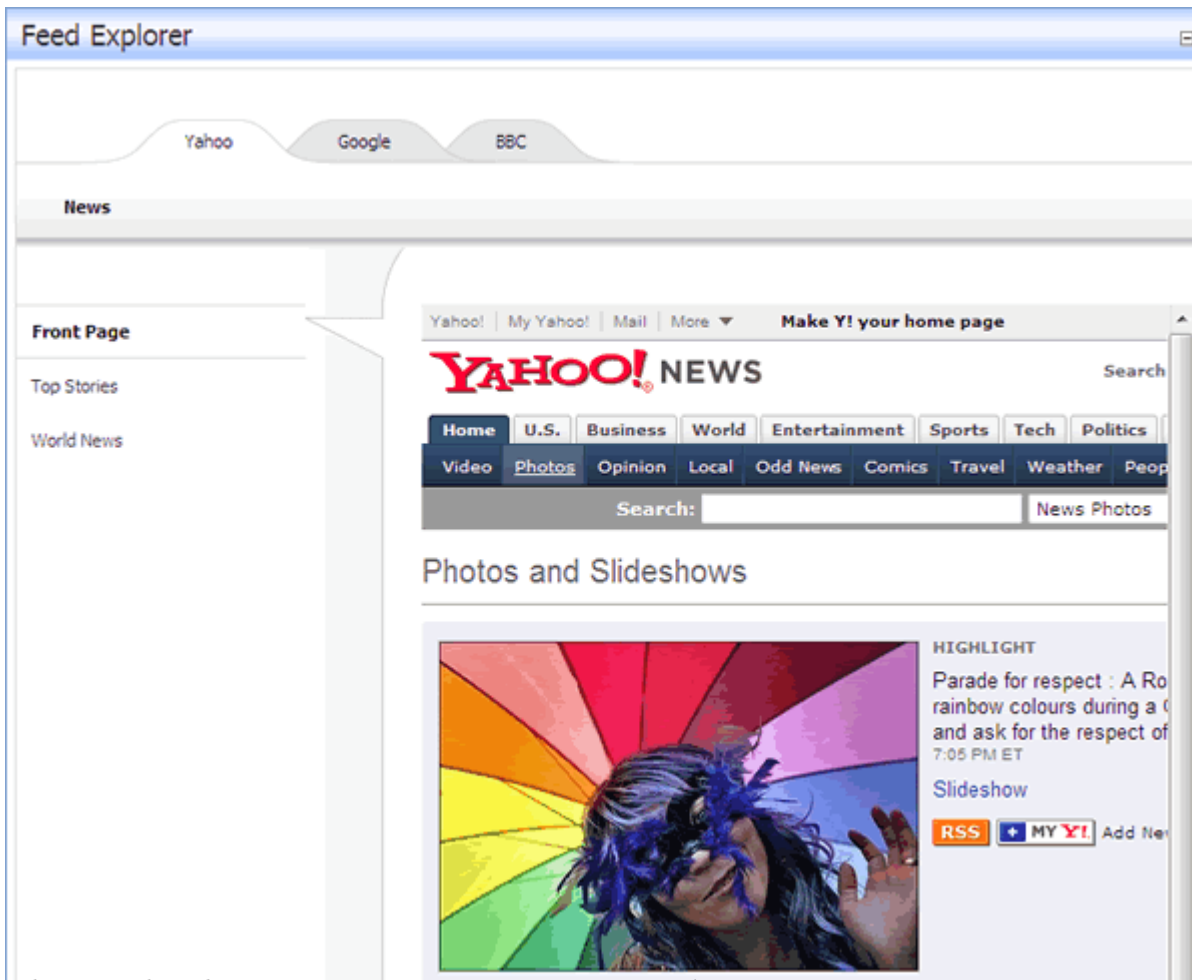 Feed Explorer
Yahoo Google BBC
News
Front Page
Top Stories
World News
Yahoo! | My Yahoo! | Mail | More Make Y! your home page
YAHOO! NEWS
Search
Home U.S. Business World Entertainment Sports Tech Politics
Video Photos Opinion Local Odd News Comics Travel Weather Peop
Search: News Photos
Photos and Slideshows
HIGHLIGHT
Parade for respect : A Ro
rainbow colours during a
and ask for the respect of
7:05 PM ET
Slideshow
RSS + MY Y! Add Ne